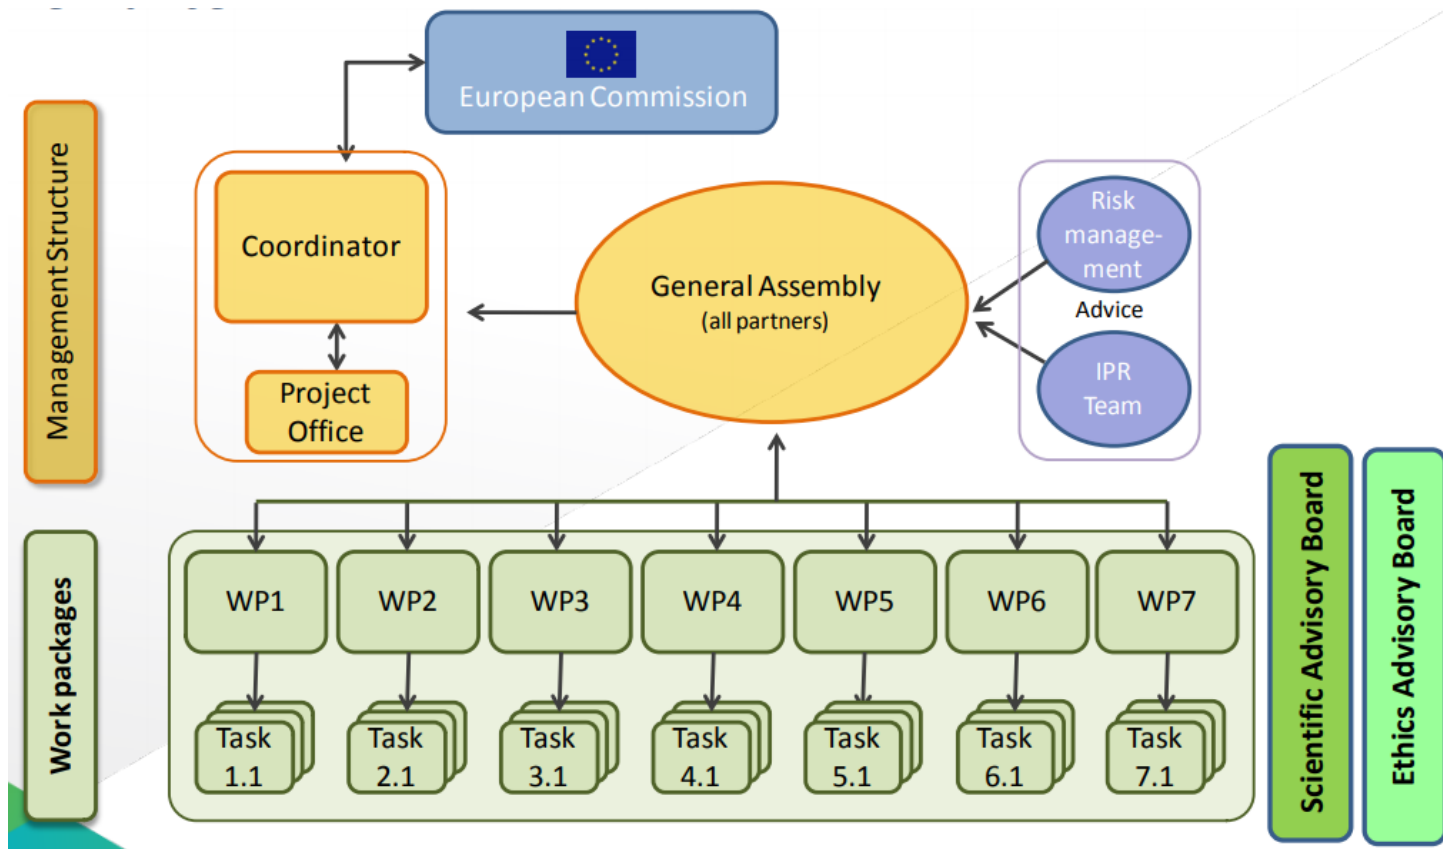 European Commission
Management Structure
Coordinator
Project
Office
General Assembly
(all partners)
Risk
manage-
ment
Advice
IPR
Team
Work packages
WP1
WP2
WP3
WP4
WP5
WP6
WP7
Task
1.1
Task
2.1
Task
3.1
Task
4.1
Task
5.1
Task
6.1
Task
7.1
Scientific Advisory Board
Ethics Advisory Board